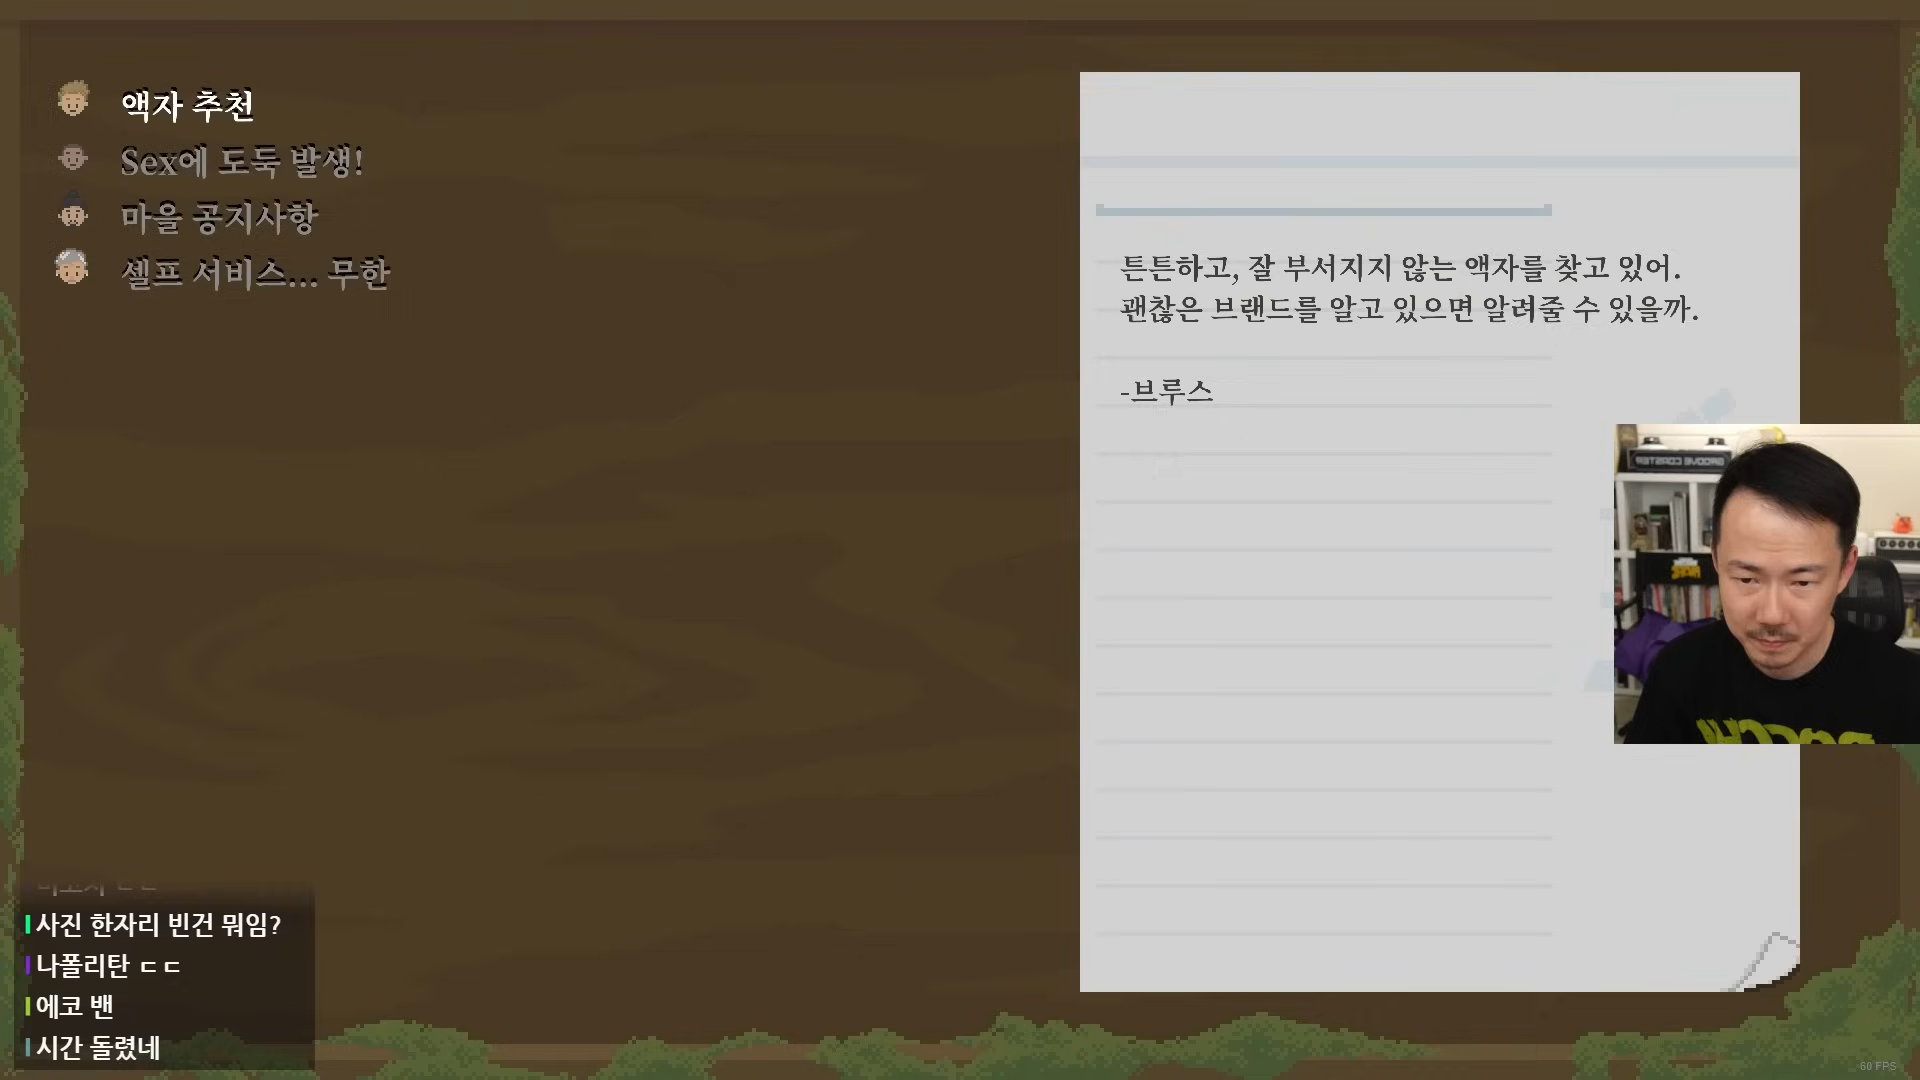 액자 추천
Sex에 도둑 발생!
마을 공지사항
셀프 서비스... 무한
튼튼하고, 잘 부서지지 않는 액자를 찾고 있어.
괜찮은 브랜드를 알고 있으면 알려줄 수 있을까.
-브루스
사진 한자리 빈건 뭐임?
나폴리탄 ㄷㄷ
에코 밴
시간 돌렸네
60 FPS